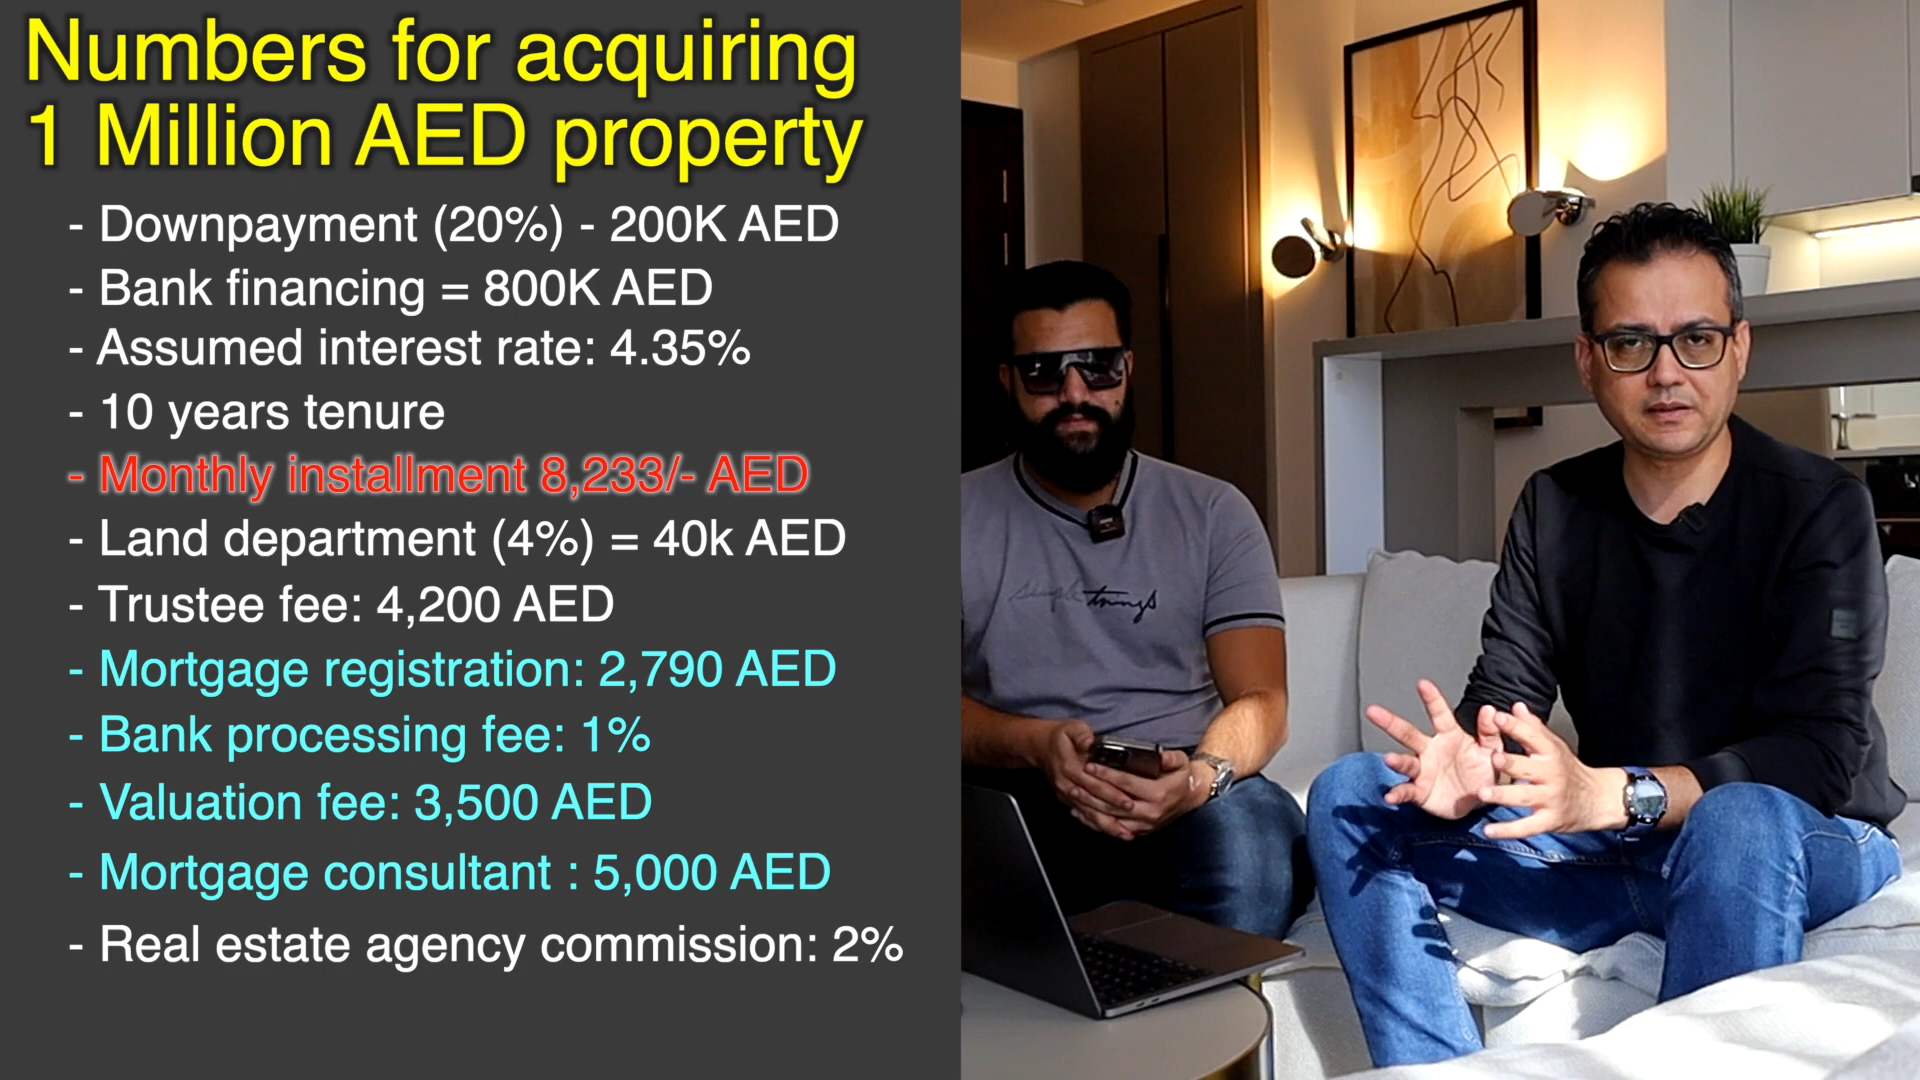 Numbers for acquiring
1 Million AED property
- Downpayment (20%) - 200K AED
- Bank financing = 800K AED
- Assumed interest rate: 4.35%
- 10 years tenure
- Monthly installment 8,233/- AED
- Land department (4%) = 40k AED
- Trustee fee: 4,200 AED
- Mortgage registration: 2,790 AED
- Bank processing fee: 1%
- Valuation fee: 3,500 AED
- Mortgage consultant : 5,000 AED
- Real estate agency commission: 2%
simple things